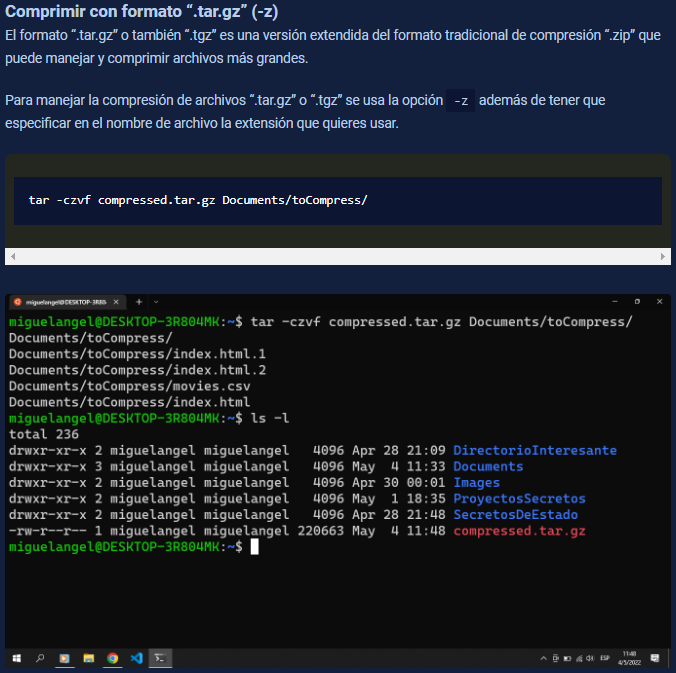 Comprimir con formato “.tar.gz” (-z)
El formato “.tar.gz” o también “.tgz” es una versión extendida del formato tradicional de compresión “.zip” que
puede manejar y comprimir archivos más grandes.
Para manejar la compresión de archivos “.tar.gz” o “.tgz” se usa la opción -z además de tener que
especificar en el nombre de archivo la extensión que quieres usar.
tar -czvf compressed.tar.gz Documents/toCompress/
miguelangel@DESKTOP-3R80
miguelangel@DESKTOP-3R804MK:~$ tar -czvf compressed.tar.gz Documents/toCompress/
Documents/toCompress/
Documents/toCompress/index.html.1
Documents/toCompress/index.html.2
Documents/toCompress/movies.csv
Documents/toCompress/index.html
miguelangel@DESKTOP-3R804MK:~$ ls -l
total 236
drwxr-xr-x 2 miguelangel miguelangel   4096 Apr 28 21:09 DirectorioInteresante
drwxr-xr-x 3 miguelangel miguelangel   4096 May  4 11:33 Documents
drwxr-xr-x 2 miguelangel miguelangel   4096 Apr 30 00:01 Images
drwxr-xr-x 2 miguelangel miguelangel   4096 May  1 18:35 ProyectosSecretos
drwxr-xr-x 2 miguelangel miguelangel   4096 Apr 28 21:48 SecretosDeEstado
-rw-r--r-- 1 miguelangel miguelangel 220663 May  4 11:48 compressed.tar.gz
miguelangel@DESKTOP-3R804MK:~$
ESP
11:48
4/5/2022